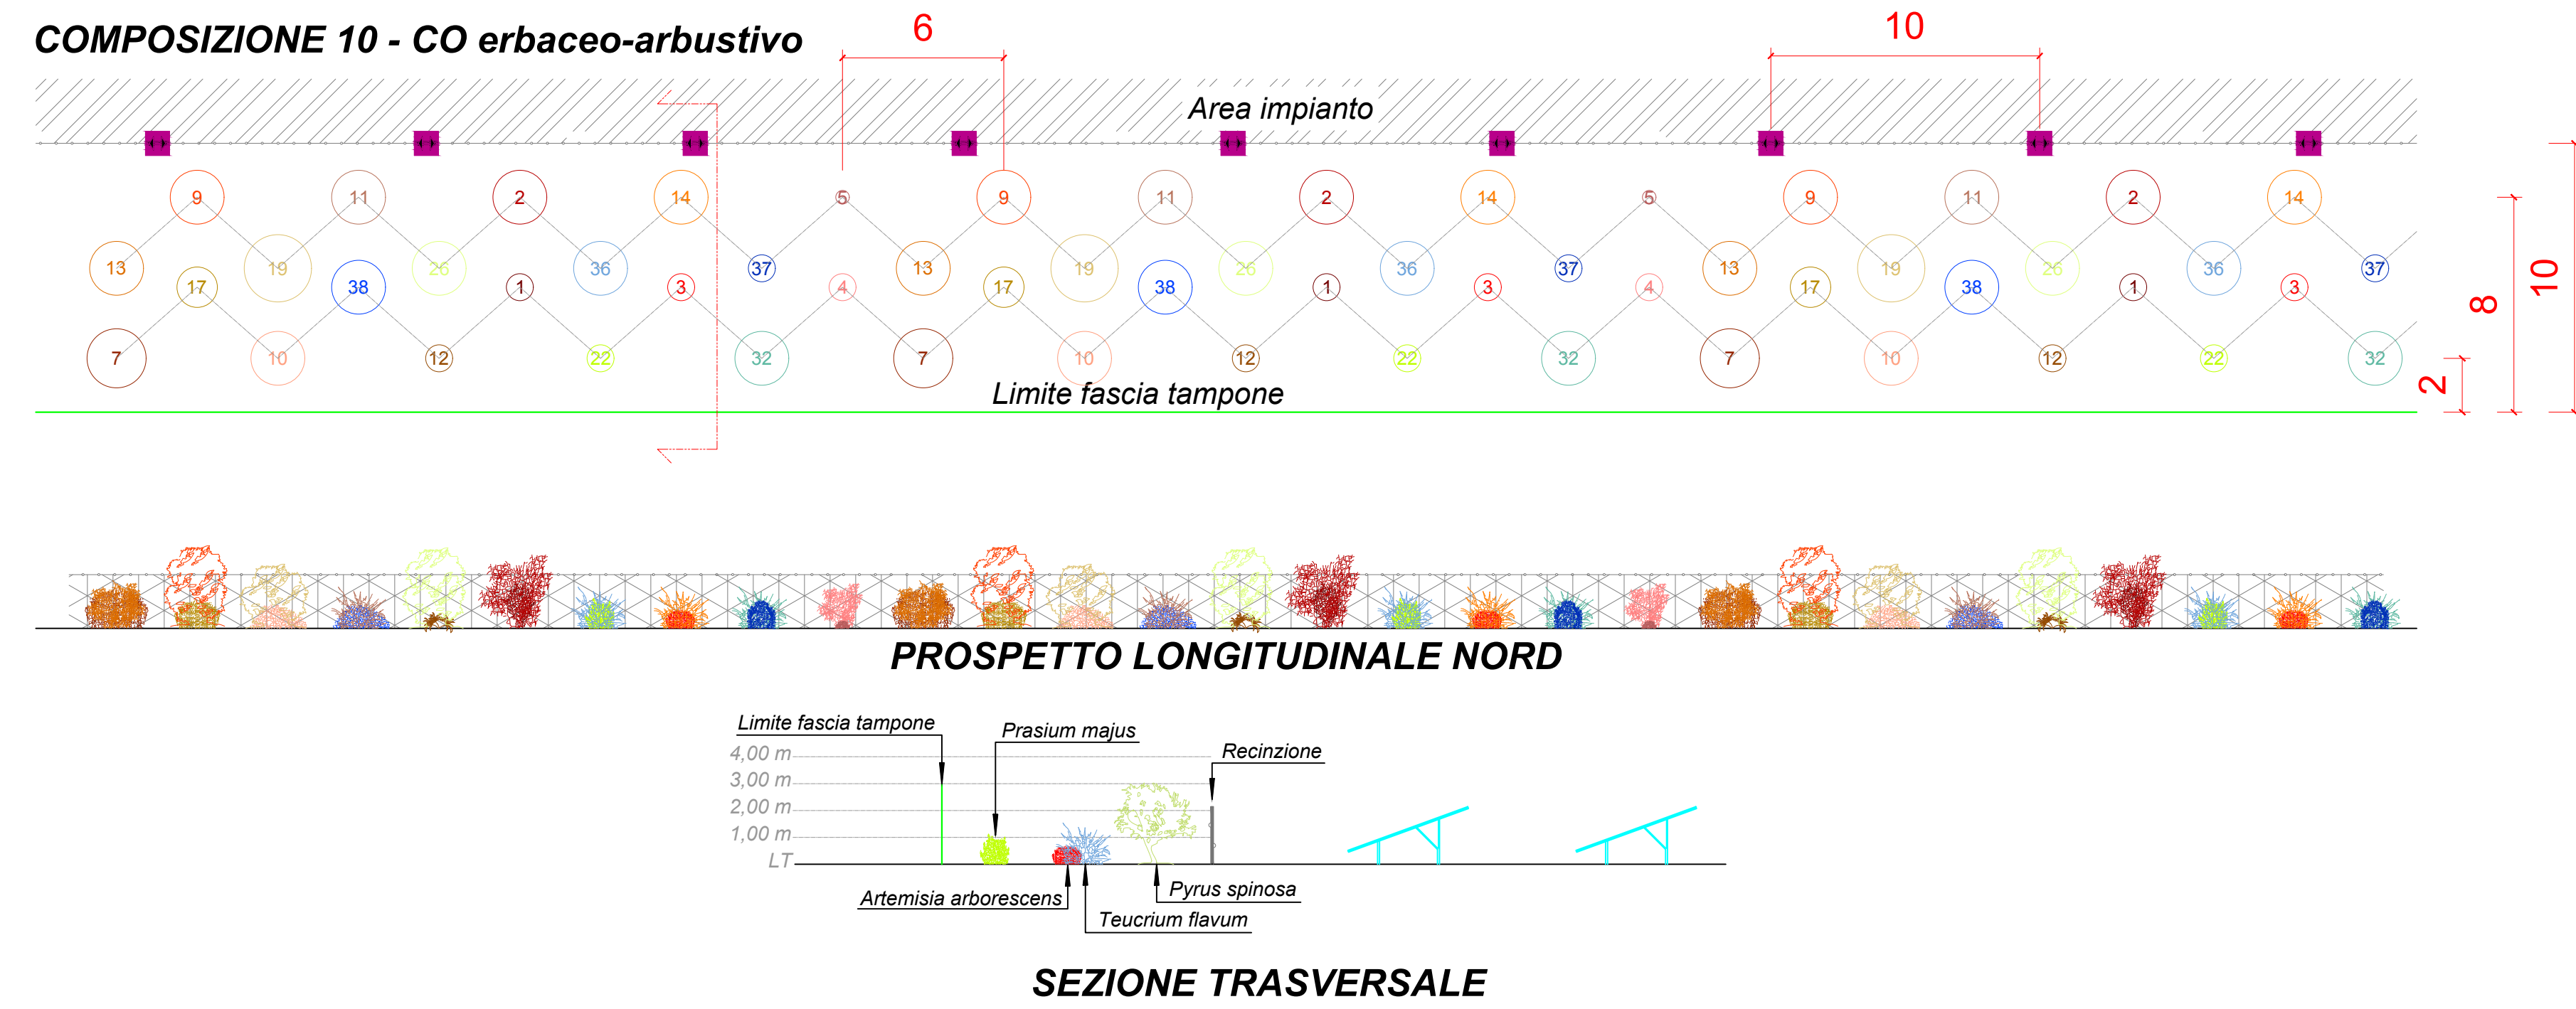 COMPOSIZIONE 10 - CO erbaceo-arbustivo
6
10
Area impianto
9 11 2 14 5 9 11 2 14 5 9 11 2 14
13 19 26 36 37 13 19 26 36 37 13 19 26 36 37
17 38 1 3 4 17 38 1 3 4 17 38 1 3
7 10 12 22 32 7 10 12 22 32 7 10 12 22 32
2
8
10
Limite fascia tampone
PROSPETTO LONGITUDINALE NORD
Limite fascia tampone
Prasium majus
Recinzione
4,00 m
3,00 m
2,00 m
1,00 m
LT
Artemisia arborescens
Pyrus spinosa
Teucrium flavum
SEZIONE TRASVERSALE